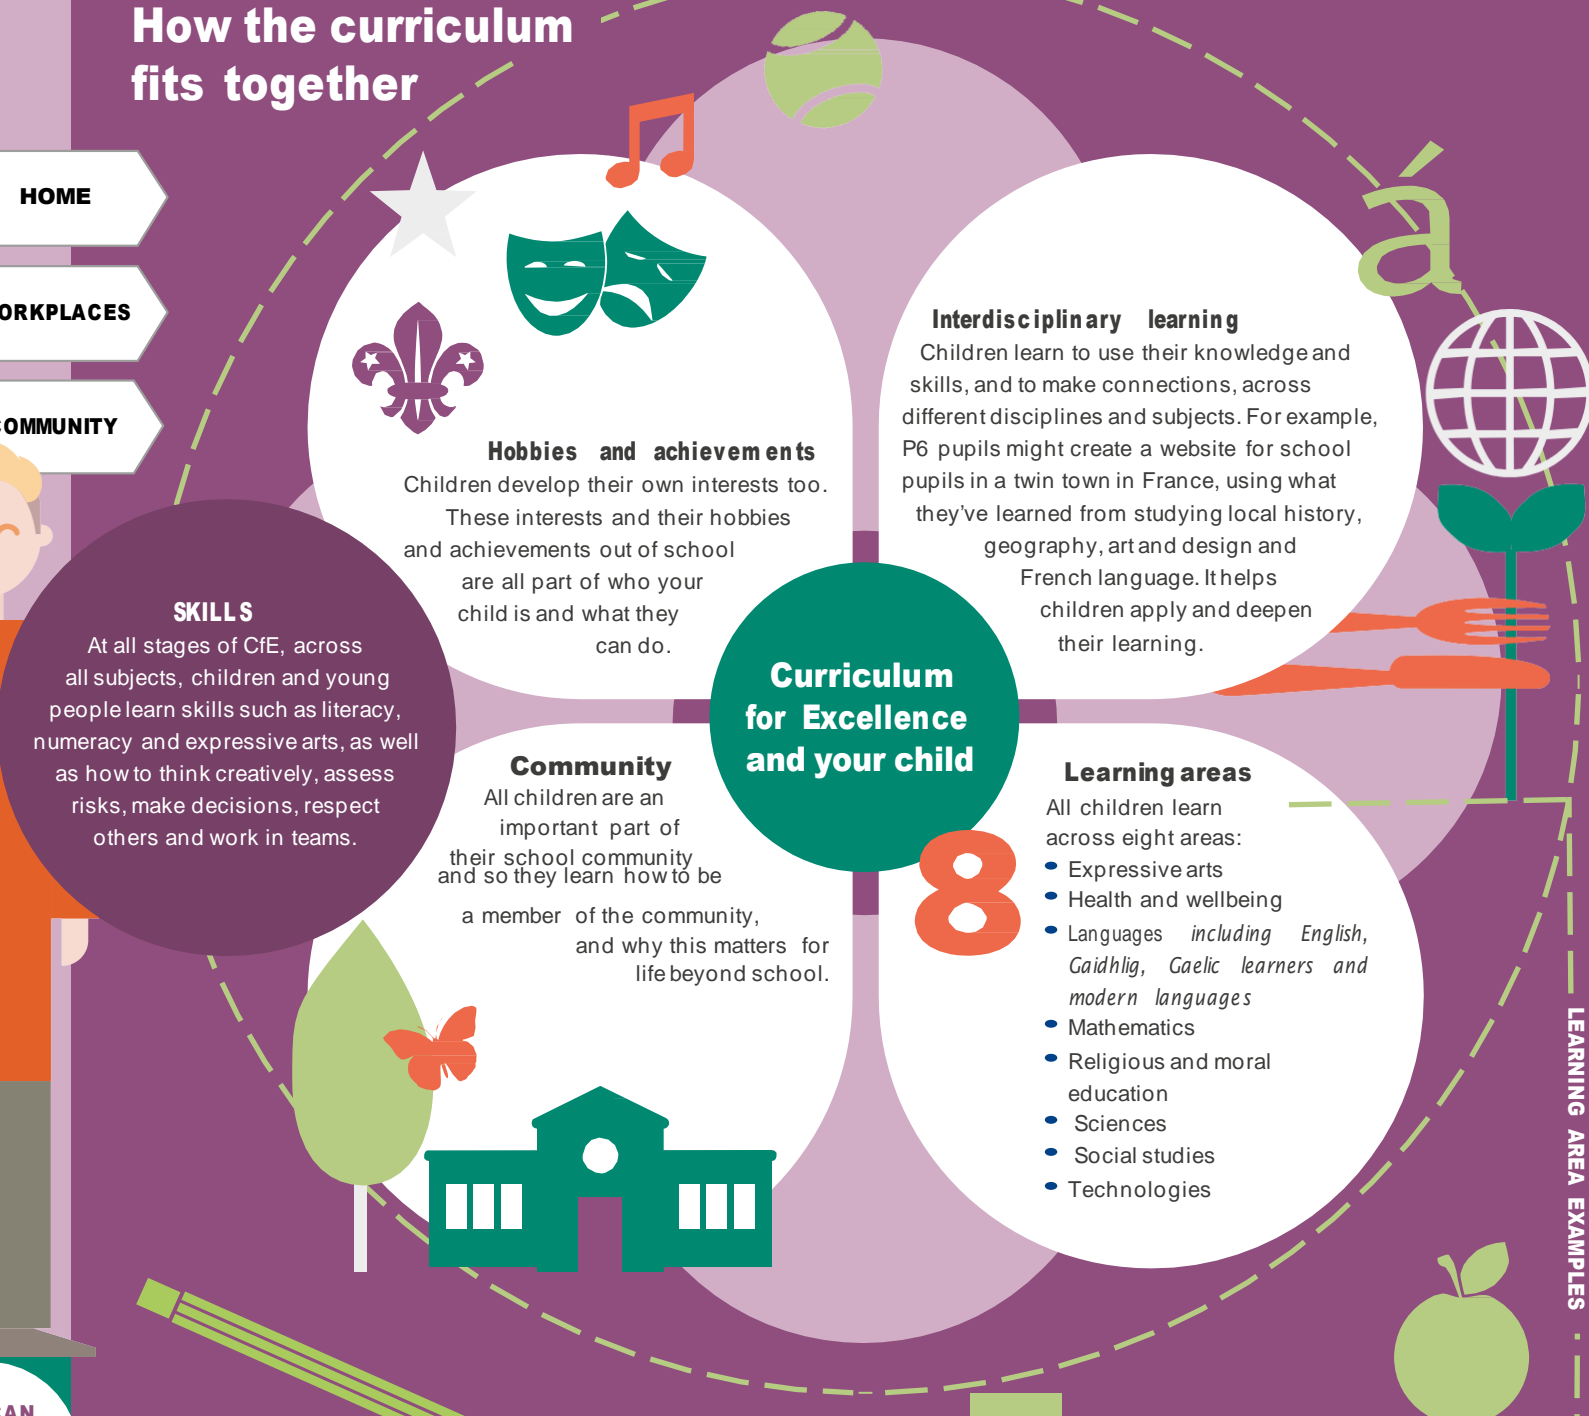 How the curriculum
fits together
HOME
ORKPLACES
OMMUNITY
Hobbies and achievements
Children develop their own interests too.
These interests and their hobbies
and achievements out of school
are all part of who your
child is and what they
can do.
Interdisciplinary learning
Children learn to use their knowledge and
skills, and to make connections, across
different disciplines and subjects. For example,
P6 pupils might create a website for school
pupils in a twin town in France, using what
they’ve learned from studying local history,
geography, art and design and
French language. It helps
children apply and deepen
their learning.
á
SKILLS
At all stages of CfE, across
all subjects, children and young
people learn skills such as literacy,
numeracy and expressive arts, as well
as how to think creatively, assess
risks, make decisions, respect
others and work in teams.
Curriculum
for Excellence
and your child
Community
All children are an
important part of
their school community
and so they learn how to be
a member of the community,
and why this matters for
life beyond school.
8
Learning areas
All children learn
across eight areas:
• Expressive arts
• Health and wellbeing
• Languages including English,
Gaidhlig, Gaelic learners and
modern languages
• Mathematics
• Religious and moral
education
• Sciences
• Social studies
• Technologies
LEARNING AREA EXAMPLES